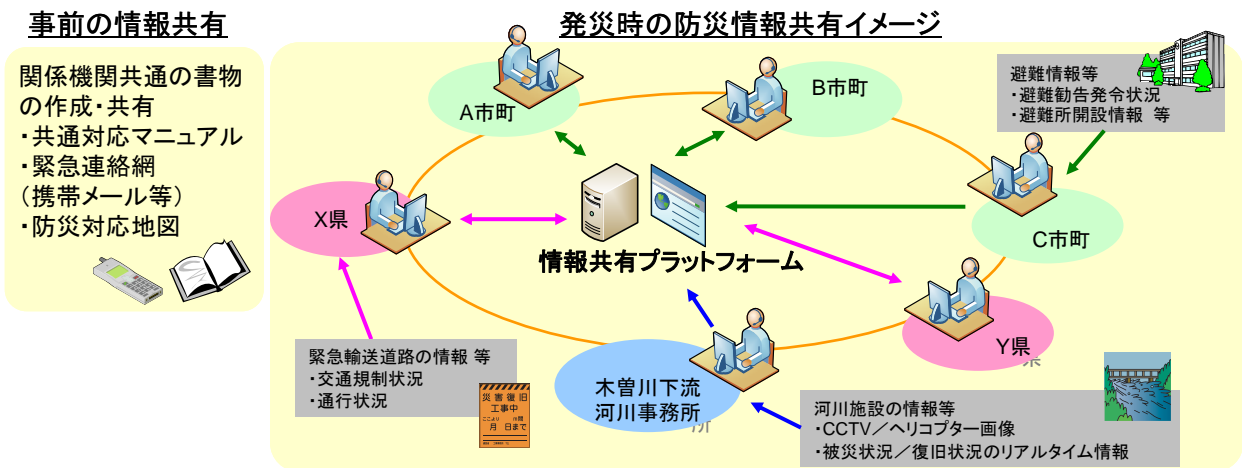 事前の情報共有
関係機関共通の書物
の作成・共有
・共通対応マニュアル
・緊急連絡網
(携帯メール等)
・防災対応地図
発災時の防災情報共有イメージ
A市町
B市町
避難情報等
・避難勧告発令状況
・避難所開設情報 等
X県
C市町
情報共有プラットフォーム
Y県
緊急輸送道路の情報 等
・交通規制状況
・通行状況
災害復旧
工事中
ここより
月 日まで
木曽川下流
河川事務所
河川施設の情報等
・CCTV/ヘリコプター画像
・被災状況/復旧状況のリアルタイム情報